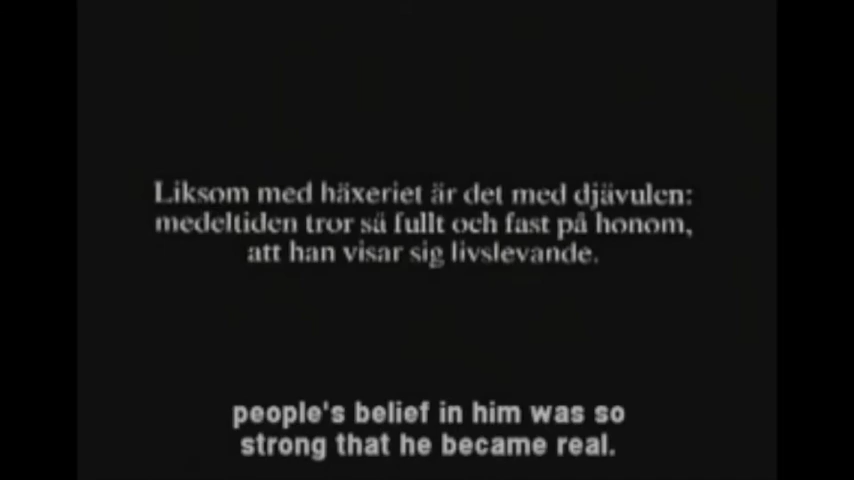 Liksom med häxeriet är det med djävulen:
medeltiden tror så fullt och fast på honom,
att han visar sig livslevande.
people's belief in him was so
strong that he became real.